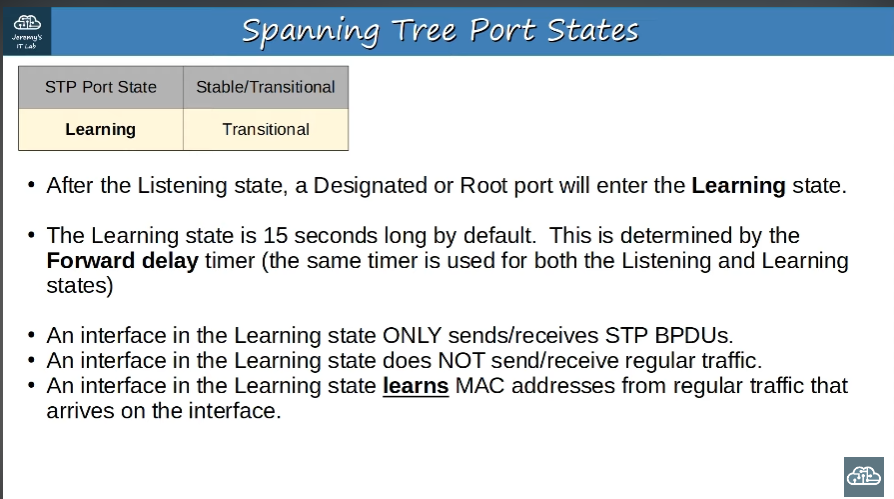 Jeremy's
IT Lab
Spanning Tree Port States
STP Port State Stable/Transitional
Learning Transitional
• After the Listening state, a Designated or Root port will enter the Learning state.
• The Learning state is 15 seconds long by default.  This is determined by the
Forward delay timer (the same timer is used for both the Listening and Learning
states)
• An interface in the Learning state ONLY sends/receives STP BPDUs.
• An interface in the Learning state does NOT send/receive regular traffic.
• An interface in the Learning state learns MAC addresses from regular traffic that
arrives on the interface.